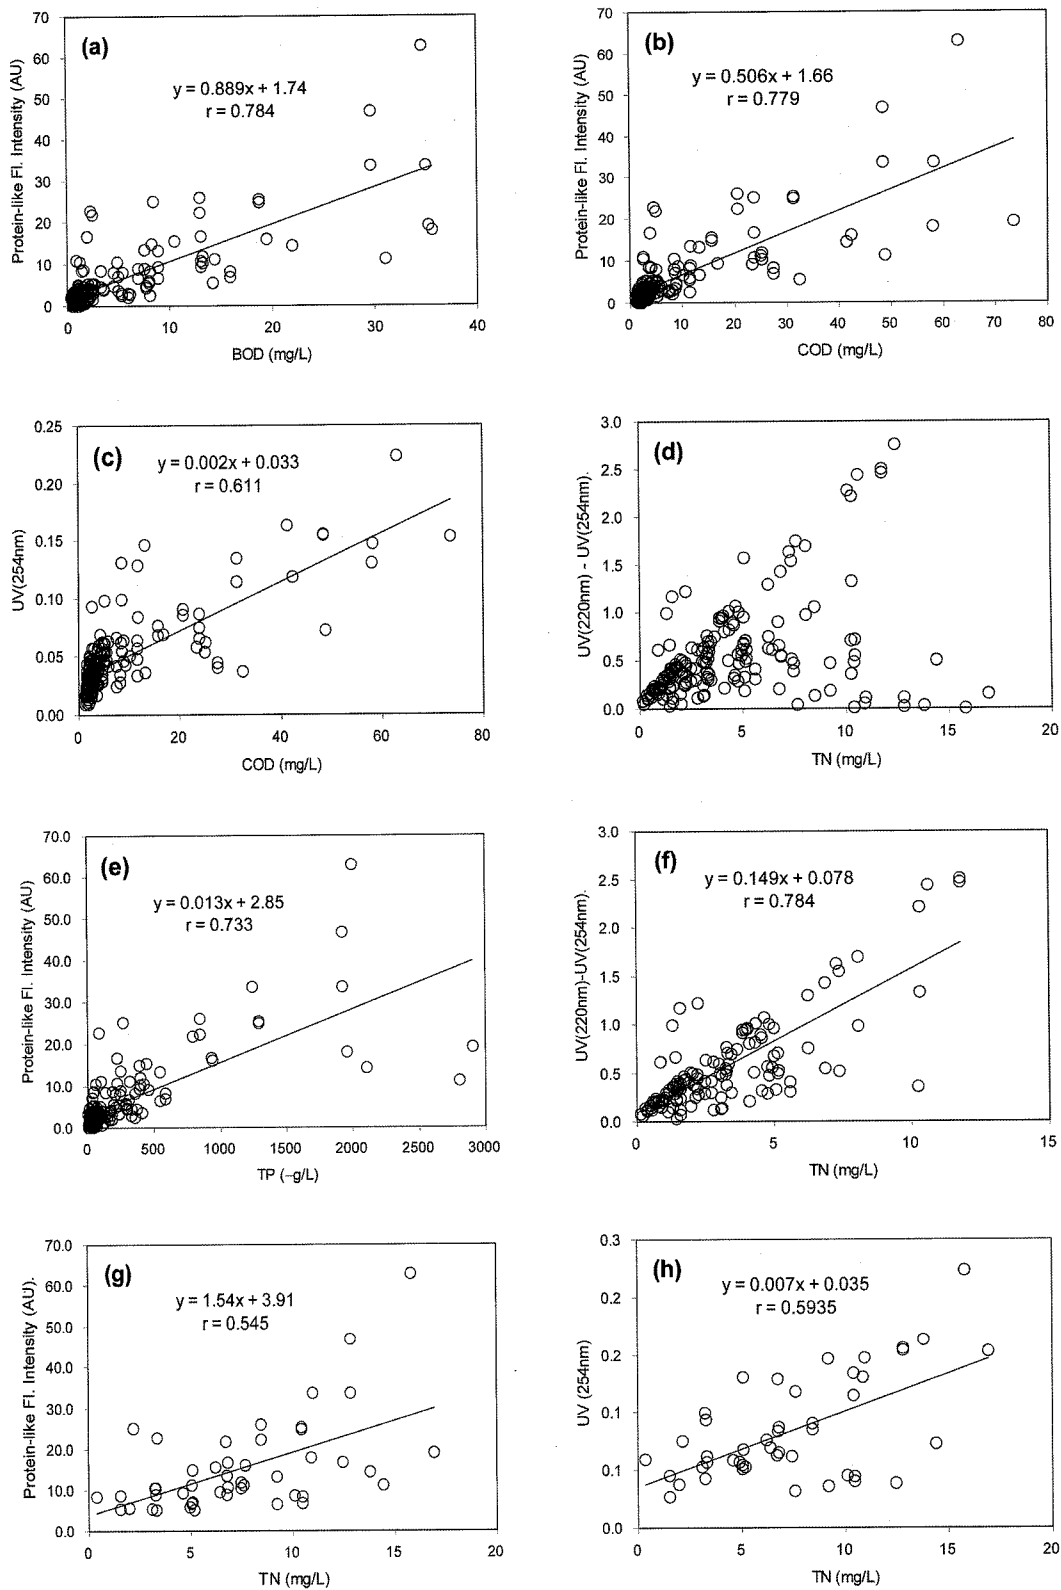 (a)
y = 0.889x + 1.74
r = 0.784
Protein-like Fl. Intensity (AU)
70
60
50
40
30
20
10
0
0 10 20 30 40
BOD (mg/L)
(b)
y = 0.506x + 1.66
r = 0.779
Protein-like Fl. Intensity (AU)
70
60
50
40
30
20
10
0
0 10 20 30 40 50 60 70 80
COD (mg/L)
(c)
y = 0.002x + 0.033
r = 0.611
UV(254nm)
0.25
0.20
0.15
0.10
0.05
0.00
0 20 40 60 80
COD (mg/L)
(d)
UV(220nm) - UV(254nm).
3.0
2.5
2.0
1.5
1.0
0.5
0.0
0 5 10 15 20
TN (mg/L)
(e)
y = 0.013x + 2.85
r = 0.733
Protein-like Fl. Intensity (AU)
70.0
60.0
50.0
40.0
30.0
20.0
10.0
0.0
0 500 1000 1500 2000 2500 3000
TP (−g/L)
(f)
y = 0.149x + 0.078
r = 0.784
UV(220nm)-UV(254nm).
3.0
2.5
2.0
1.5
1.0
0.5
0.0
0 5 10 15
TN (mg/L)
(g)
y = 1.54x + 3.91
r = 0.545
Protein-like Fl. Intensity (AU).
70.0
60.0
50.0
40.0
30.0
20.0
10.0
0.0
0 5 10 15 20
TN (mg/L)
(h)
y = 0.007x + 0.035
r = 0.5935
UV (254nm)
0.3
0.2
0.2
0.1
0.1
0.0
0 5 10 15 20
TN (mg/L)